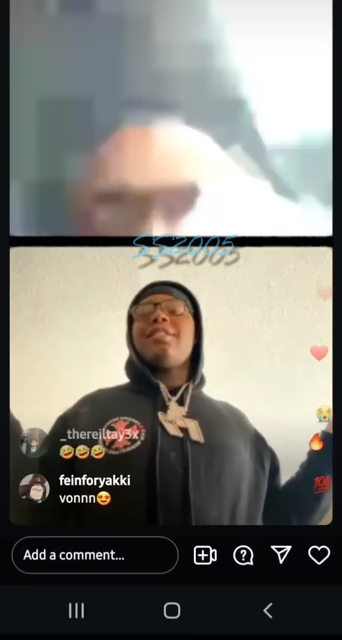 SS2005
_thereiltay3x
🤣🤣🤣
feinforyakki
vonnn😍
Add a comment...